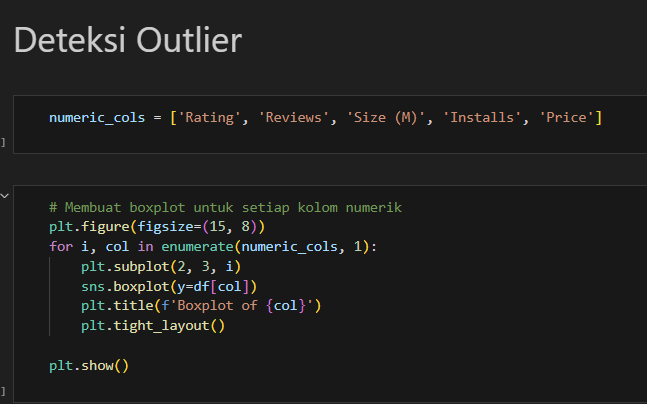 Deteksi Outlier
numeric_cols = ['Rating', 'Reviews', 'Size (M)', 'Installs', 'Price']
]
# Membuat boxplot untuk setiap kolom numerik
plt.figure(figsize=(15, 8))
for i, col in enumerate(numeric_cols, 1):
    plt.subplot(2, 3, i)
    sns.boxplot(y=df[col])
    plt.title(f'Boxplot of {col}')
    plt.tight_layout()
plt.show()
]